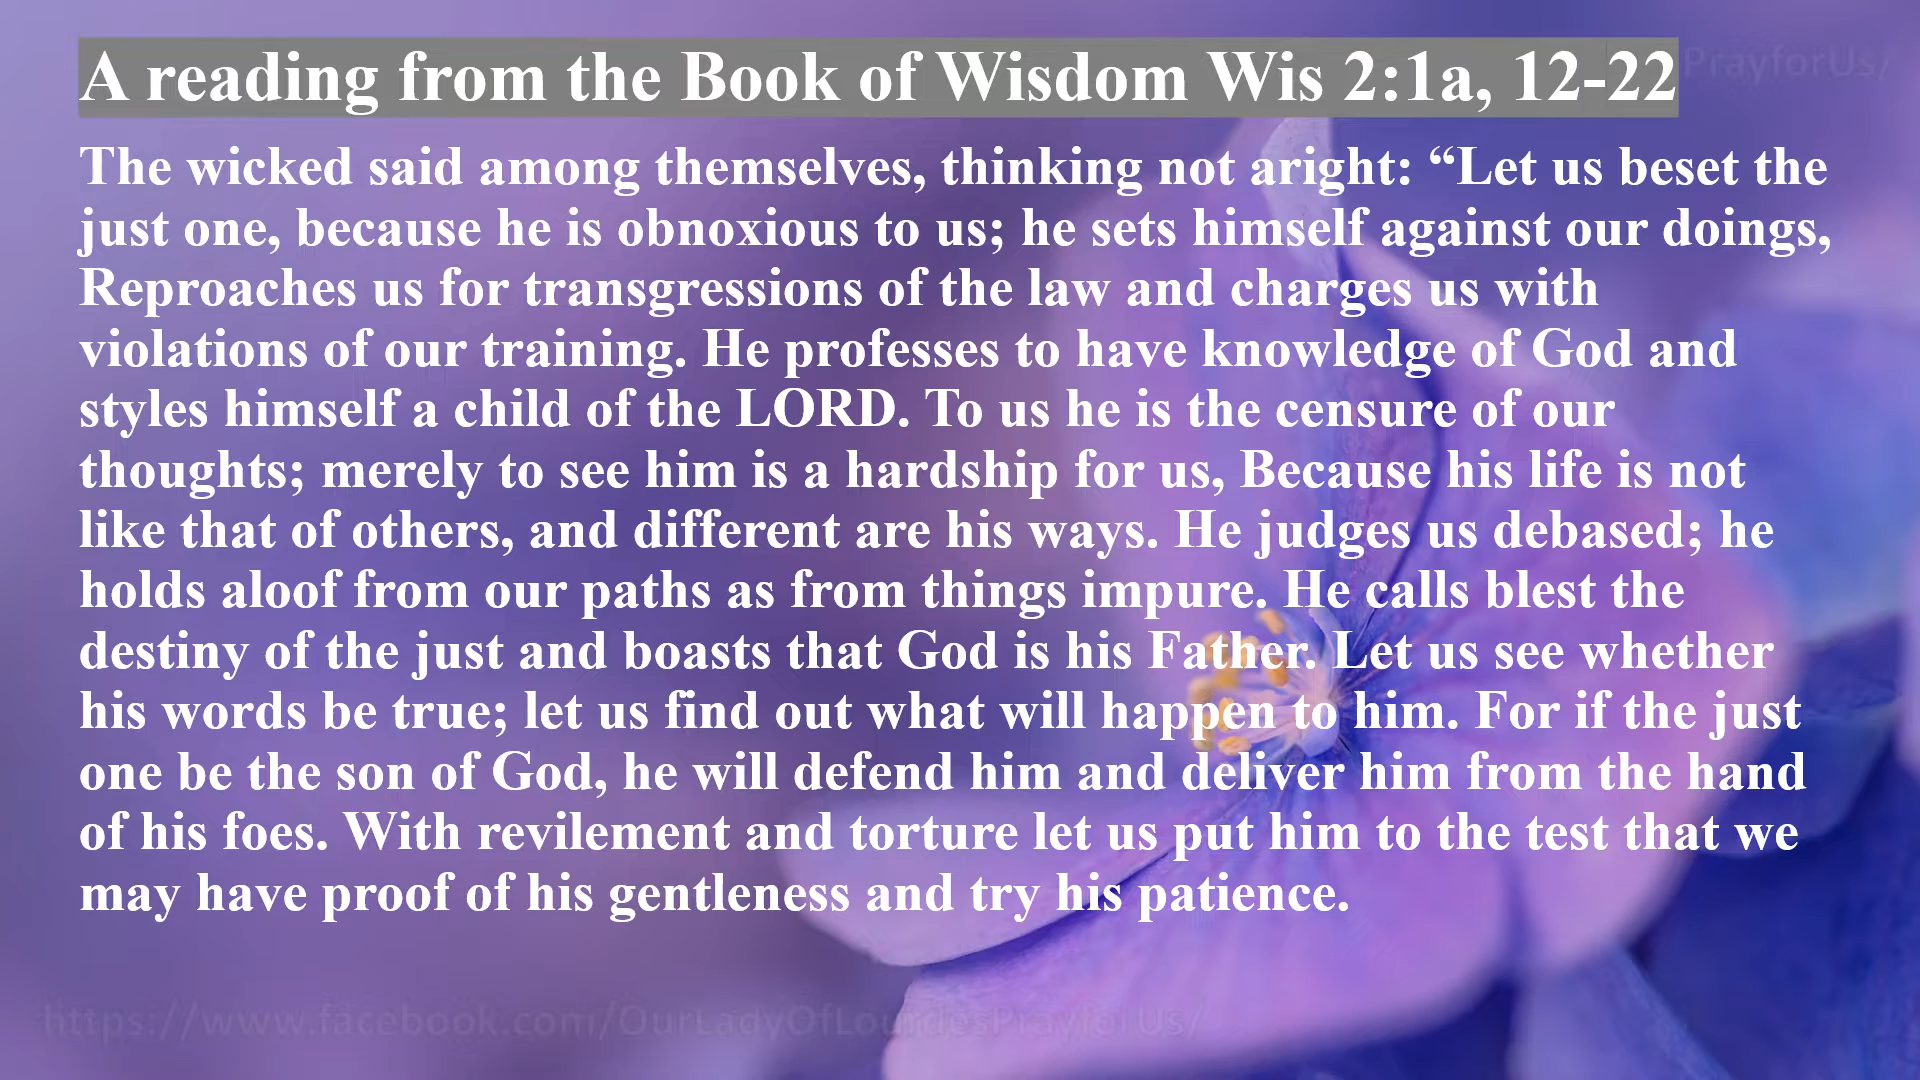 A reading from the Book of Wisdom Wis 2:1a, 12-22
PrayforUs/
The wicked said among themselves, thinking not aright: “Let us beset the
just one, because he is obnoxious to us; he sets himself against our doings,
Reproaches us for transgressions of the law and charges us with
violations of our training. He professes to have knowledge of God and
styles himself a child of the LORD. To us he is the censure of our
thoughts; merely to see him is a hardship for us, Because his life is not
like that of others, and different are his ways. He judges us debased; he
holds aloof from our paths as from things impure. He calls blest the
destiny of the just and boasts that God is his Father. Let us see whether
his words be true; let us find out what will happen to him. For if the just
one be the son of God, he will defend him and deliver him from the hand
of his foes. With revilement and torture let us put him to the test that we
may have proof of his gentleness and try his patience.
https://www.facebook.com/OurLadyOfLourdesPrayforUs/